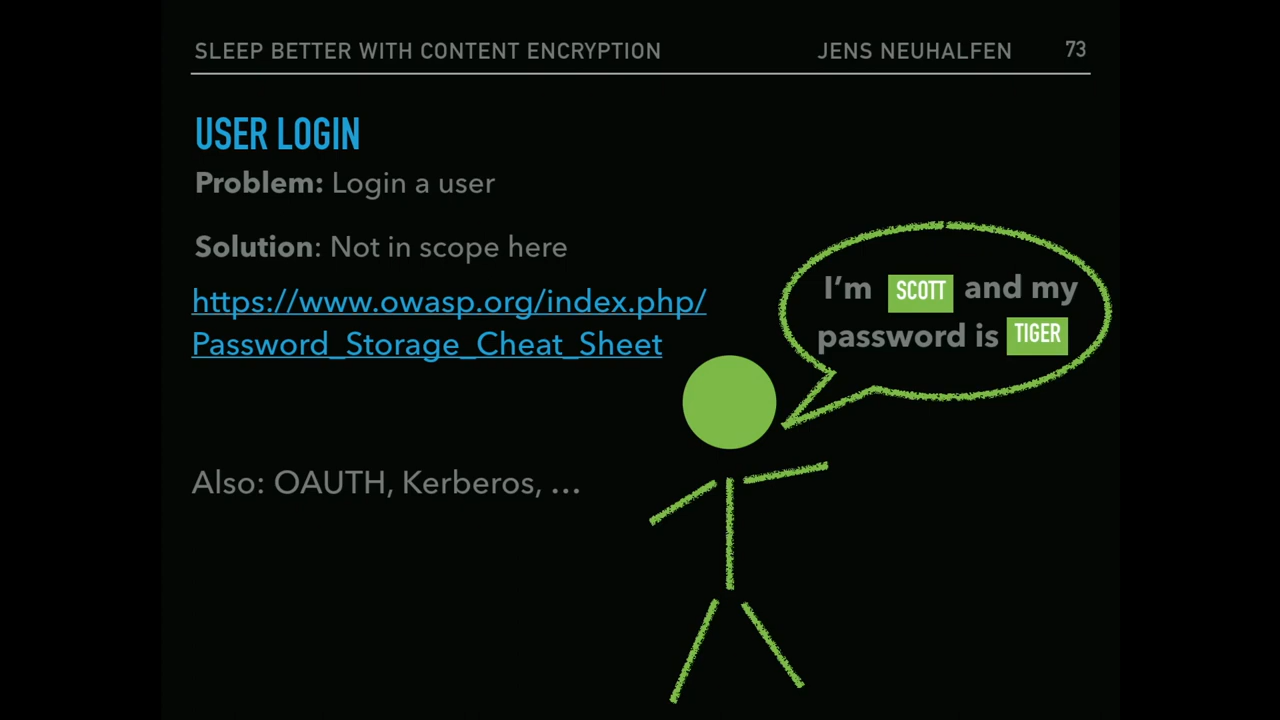 SLEEP BETTER WITH CONTENT ENCRYPTION JENS NEUHALFEN 73
USER LOGIN
Problem: Login a user
Solution: Not in scope here
https://www.owasp.org/index.php/
Password_Storage_Cheat_Sheet
I'm SCOTT and my
password is TIGER
Also: OAUTH, Kerberos, …